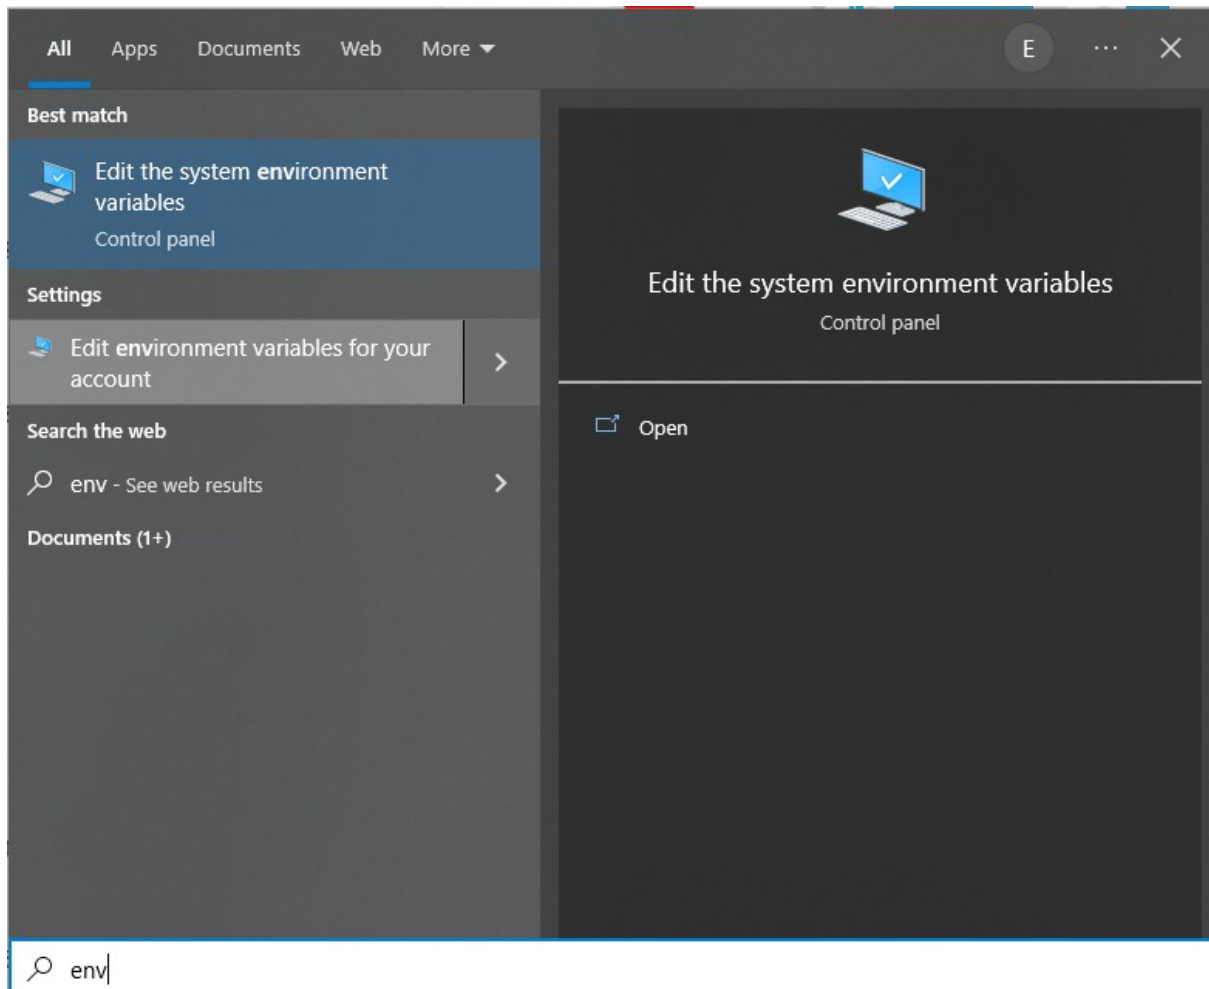 All Apps Documents Web More E ... ×
Best match
Edit the system environment
variables
Control panel
Settings
Edit environment variables for your
account
Search the web
env - See web results
Documents (1+)
Edit the system environment variables
Control panel
Open
env